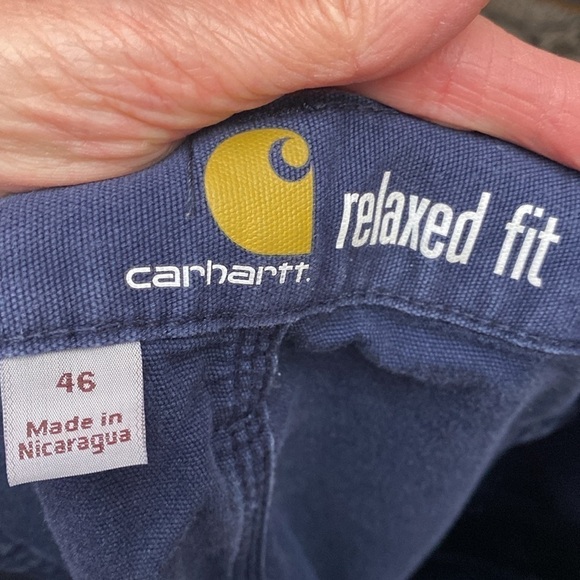 carhartt.
relaxed fit
46
Made in
Nicaragua